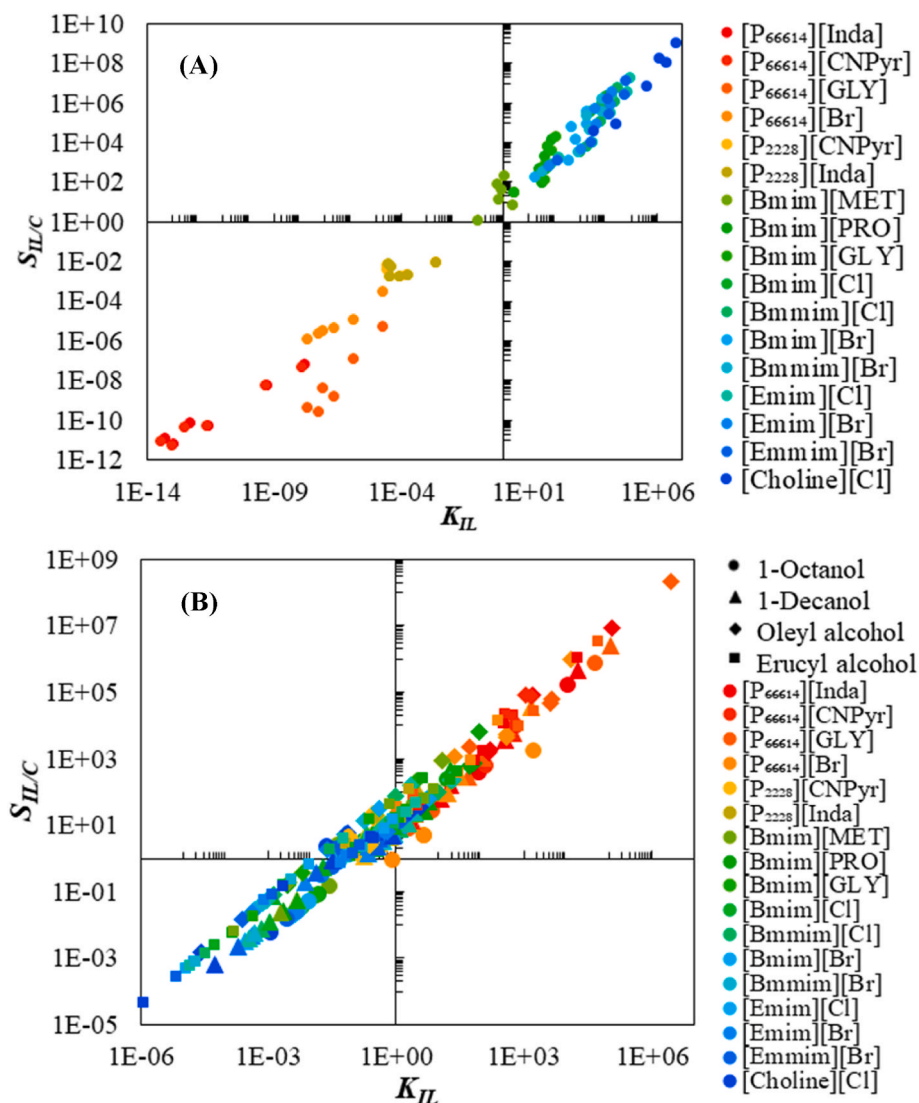 (A)
1E+10
1E+08
1E+06
1E+04
1E+02
1E+00
1E-02
1E-04
1E-06
1E-08
1E-10
1E-12
S_IL/C
1E-14
1E-09
1E-04
1E+01
1E+06
K_IL
[P₆₆₆₁₄][Inda]
[P₆₆₆₁₄][CNPyr]
[P₆₆₆₁₄][GLY]
[P₆₆₆₁₄][Br]
[P₂₂₂₈][CNPyr]
[P₂₂₂₈][Inda]
[Bmim][MET]
[Bmim][PRO]
[Bmim][GLY]
[Bmim][Cl]
[Bmmim][Cl]
[Bmim][Br]
[Bmmim][Br]
[Emim][Cl]
[Emim][Br]
[Emmim][Br]
[Choline][Cl]
(B)
1E+09
1E+07
1E+05
1E+03
1E+01
1E-01
1E-03
1E-05
S_IL/C
1E-06
1E-03
1E+00
1E+03
1E+06
K_IL
1-Octanol
1-Decanol
Oleyl alcohol
Erucyl alcohol
[P₆₆₆₁₄][Inda]
[P₆₆₆₁₄][CNPyr]
[P₆₆₆₁₄][GLY]
[P₆₆₆₁₄][Br]
[P₂₂₂₈][CNPyr]
[P₂₂₂₈][Inda]
[Bmim][MET]
[Bmim][PRO]
[Bmim][GLY]
[Bmim][Cl]
[Bmmim][Cl]
[Bmim][Br]
[Bmmim][Br]
[Emim][Cl]
[Emim][Br]
[Emmim][Br]
[Choline][Cl]